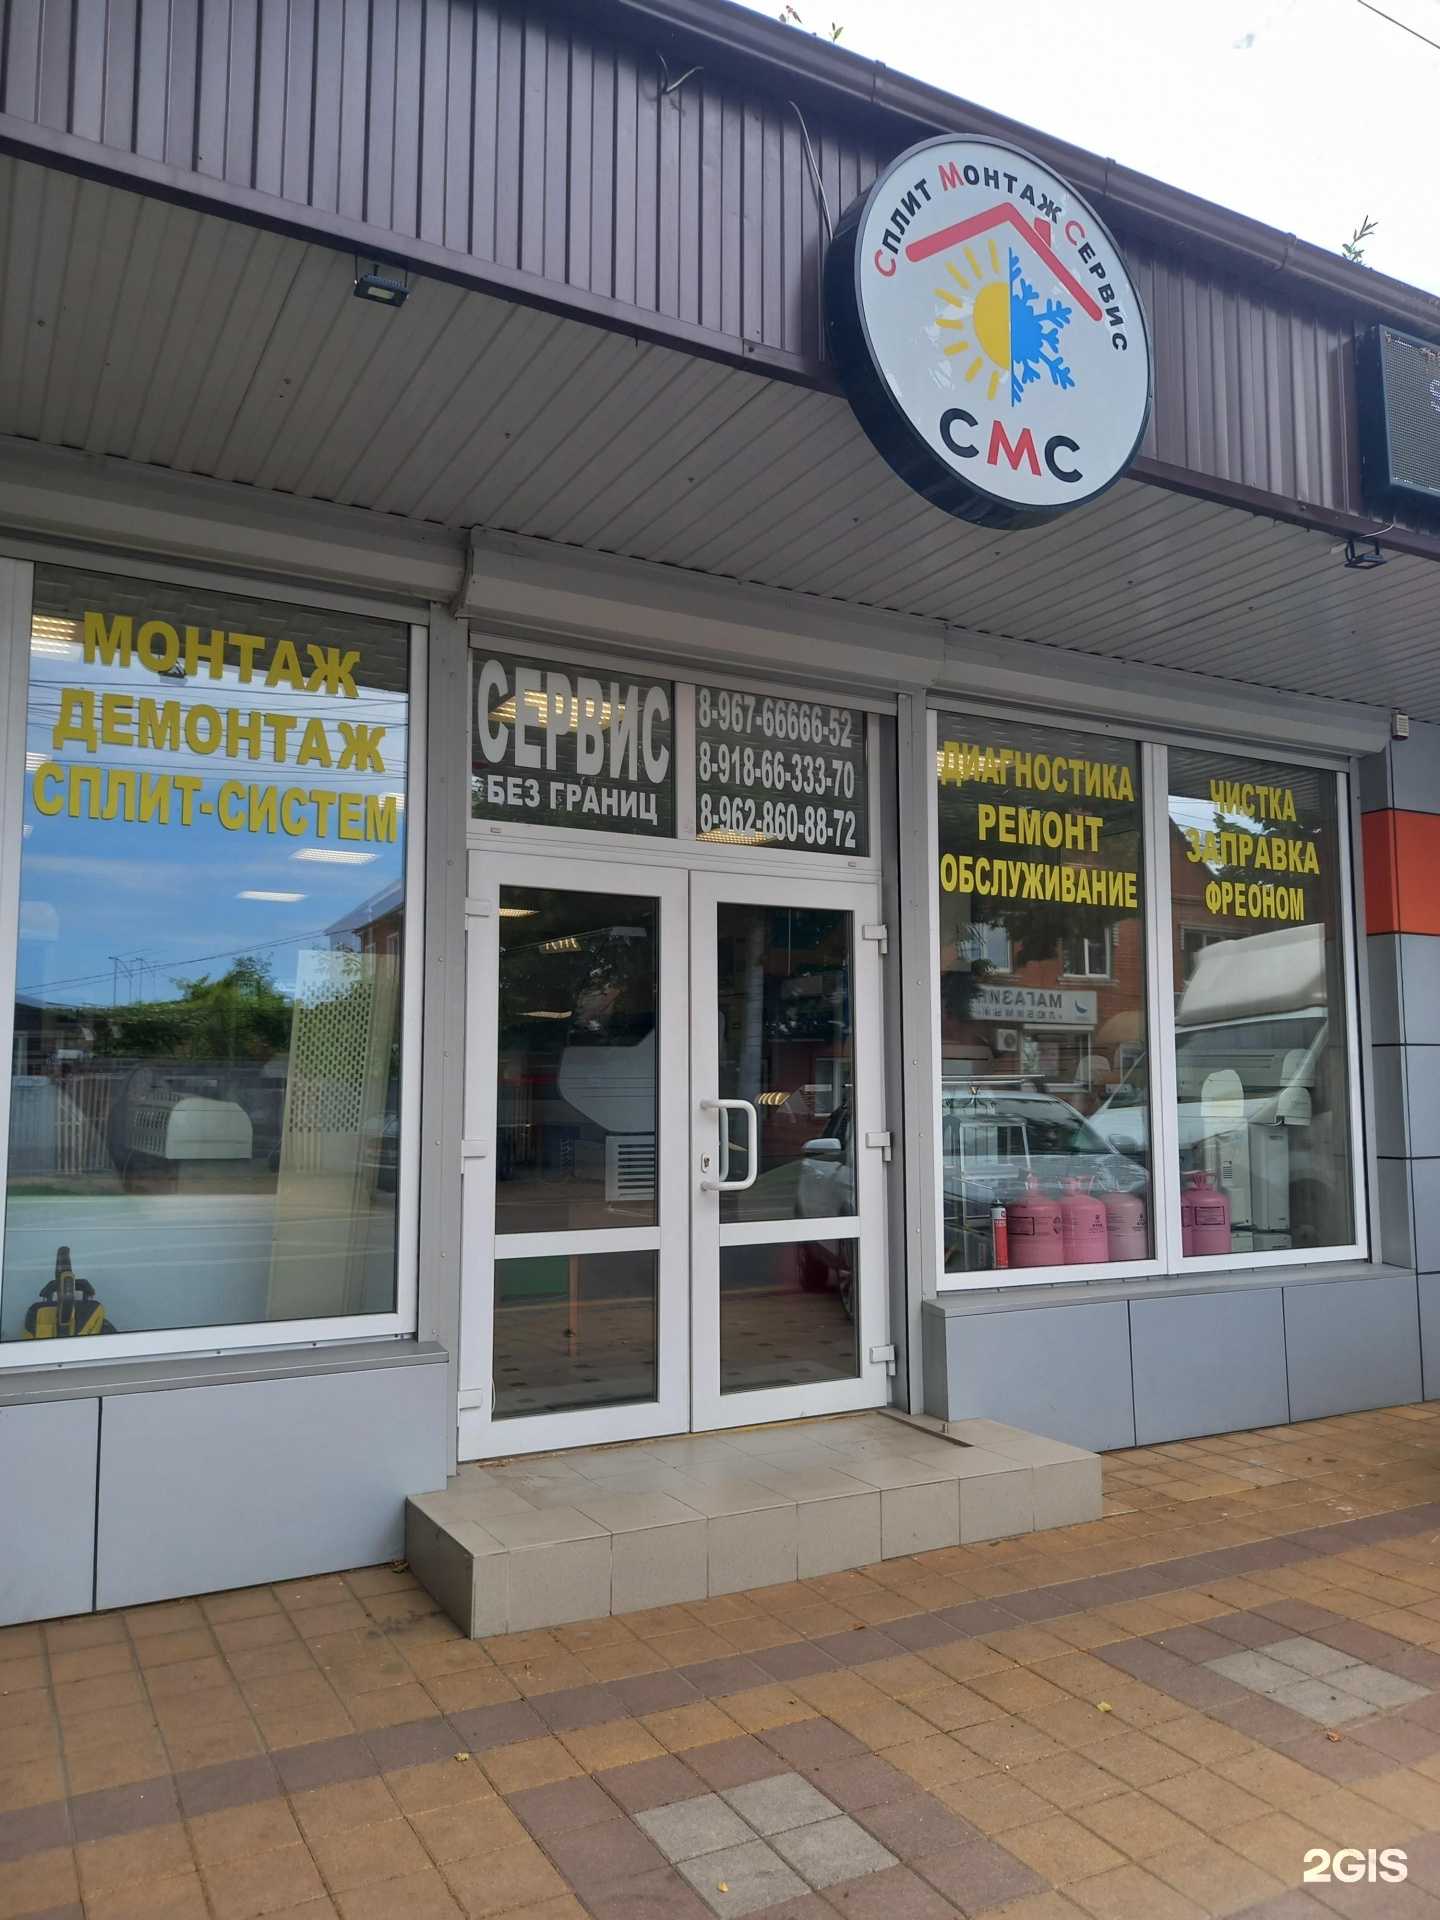 Сплит Монтаж Сервис
СМС
МОНТАЖ
ДЕМОНТАЖ
СПЛИТ-СИСТЕМ
СЕРВИС
БЕЗ ГРАНИЦ
8-967-66666-52
8-918-66-333-70
8-962-860-88-72
ДИАГНОСТИКА
РЕМОНТ
ОБСЛУЖИВАНИЕ
ЧИСТКА
ЗАПРАВКА
ФРЕОНОМ
МАГАЗИН
2GIS